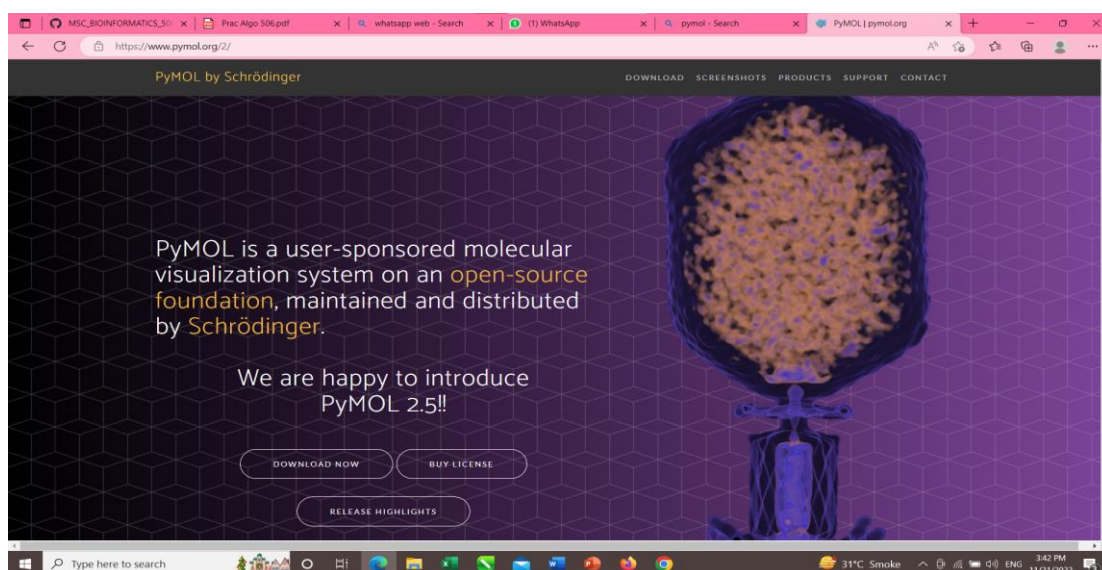 MSC_BIOINFORMATICS_50
Prac Algo 506.pdf
whatsapp web - Search
(1) WhatsApp
pymol - Search
PyMOL | pymol.org
https://www.pymol.org/2/
PyMOL by Schrödinger
DOWNLOAD SCREENSHOTS PRODUCTS SUPPORT CONTACT
PyMOL is a user-sponsored molecular
visualization system on an open-source
foundation, maintained and distributed
by Schrödinger.
We are happy to introduce
PyMOL 2.5!!
DOWNLOAD NOW
BUY LICENSE
RELEASE HIGHLIGHTS
Type here to search
31°C Smoke
ENG
3:42 PM